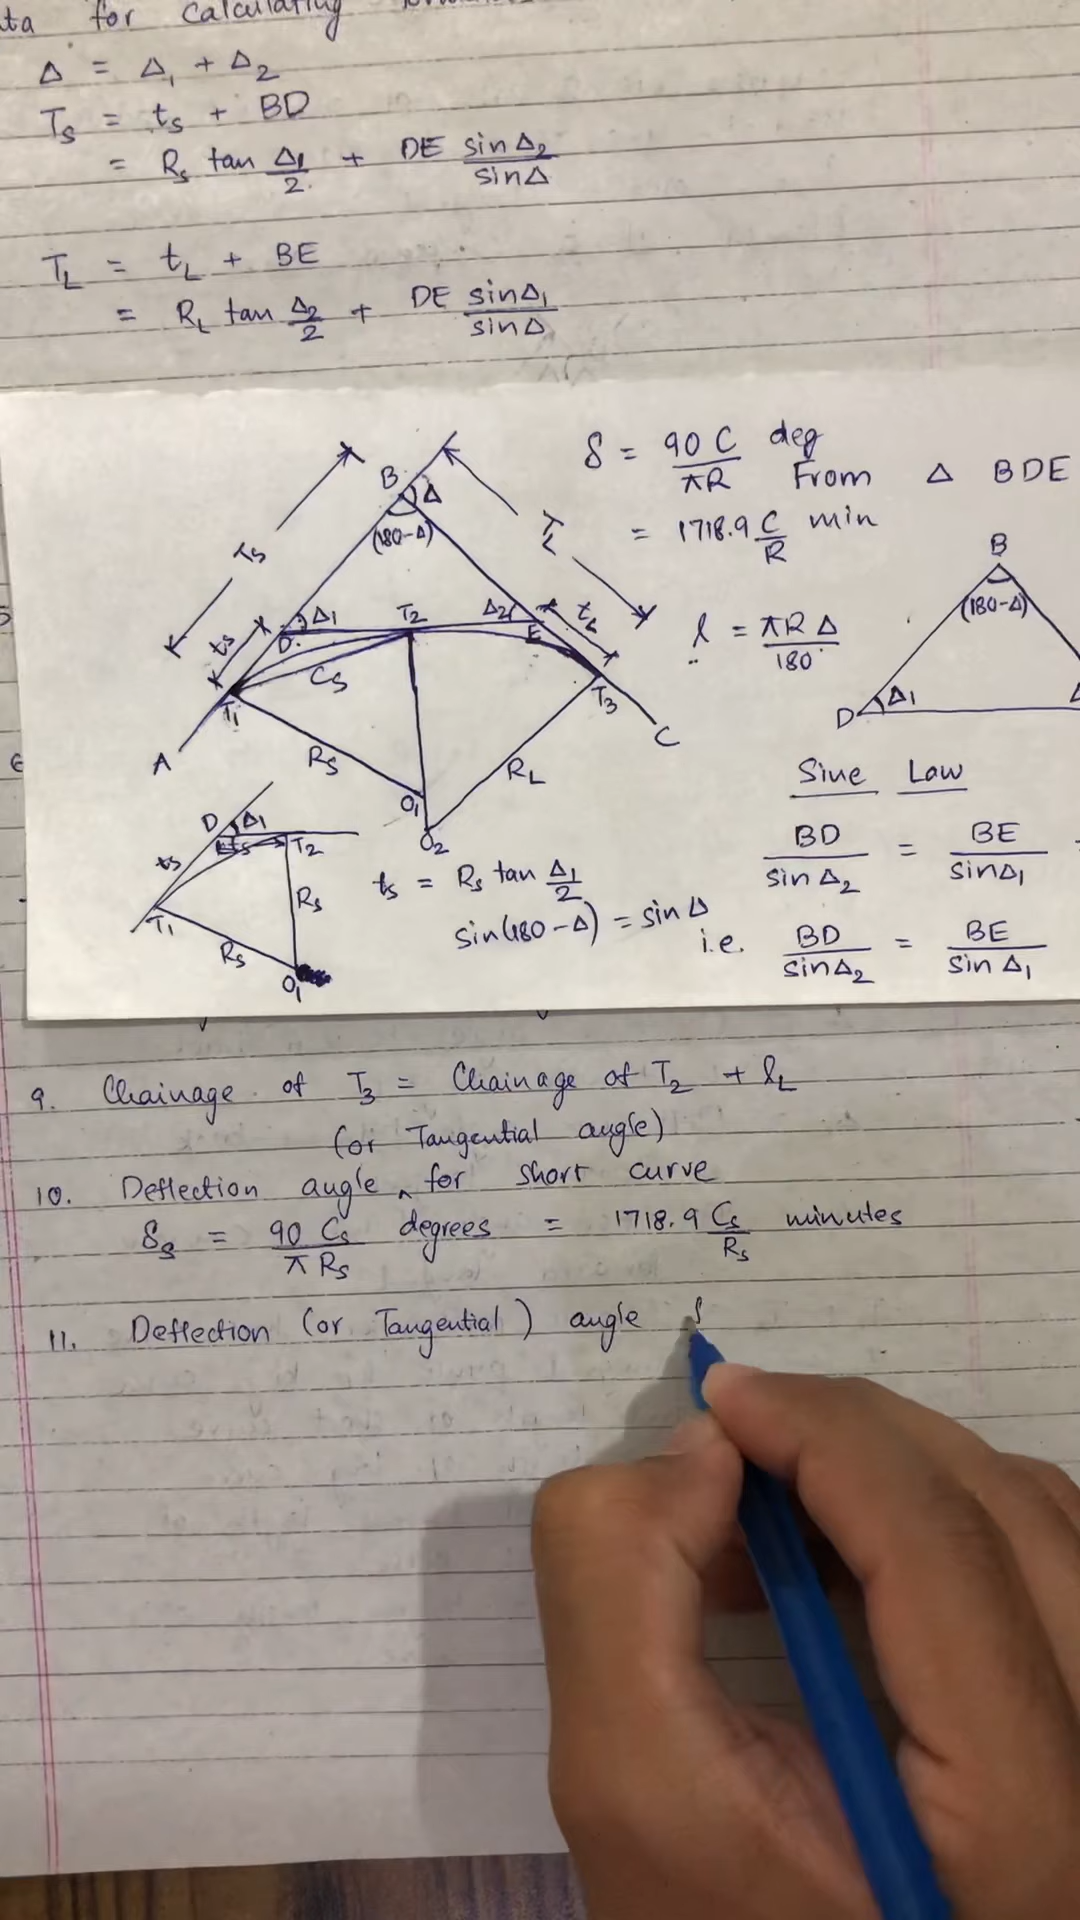 for Calculating
Δ = Δ₁ + Δ₂
Ts = ts + BD
= Rs tan Δ₁/2 + DE sinΔ₂/sinΔ
TL = tL + BE
= RL tan Δ₂/2 + DE sinΔ₁/sinΔ
δ = 90 C/πR deg
From Δ BDE
= 1718.9 C/R min
l = πRΔ/180
B
Δ
(180-Δ)
Ts
TL
ts
D
Δ1
T2
Δ2
E
tL
Cs
T1
T3
A
C
Rs
RL
O1
O2
B
(180-Δ)
D
Δ1
Sine Law
BD/sinΔ₂ = BE/sinΔ₁
i.e. BD/sinΔ₂ = BE/sinΔ₁
D
Δ1
ts
T2
T1
Rs
Rs
O1
ts = Rs tan Δ₁/2
sin(180-Δ) = sinΔ
9. Chainage of T3 = Chainage of T2 + lL
(or Tangential angle)
10. Deflection angle ^ for short curve
δs = 90 Cs/πRs degrees = 1718.9 Cs/Rs minutes
11. Deflection (or Tangential) angle f